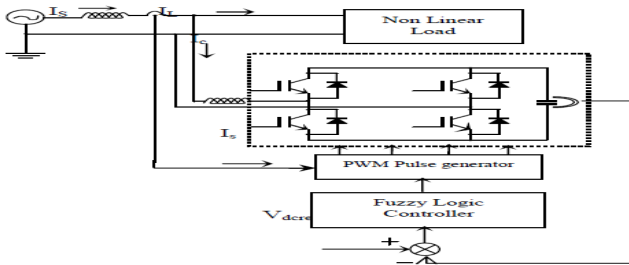 Is
IL
Non Linear
Load
Ic
Is
PWM Pulse generator
Fuzzy Logic
Controller
Vdcre
+
−